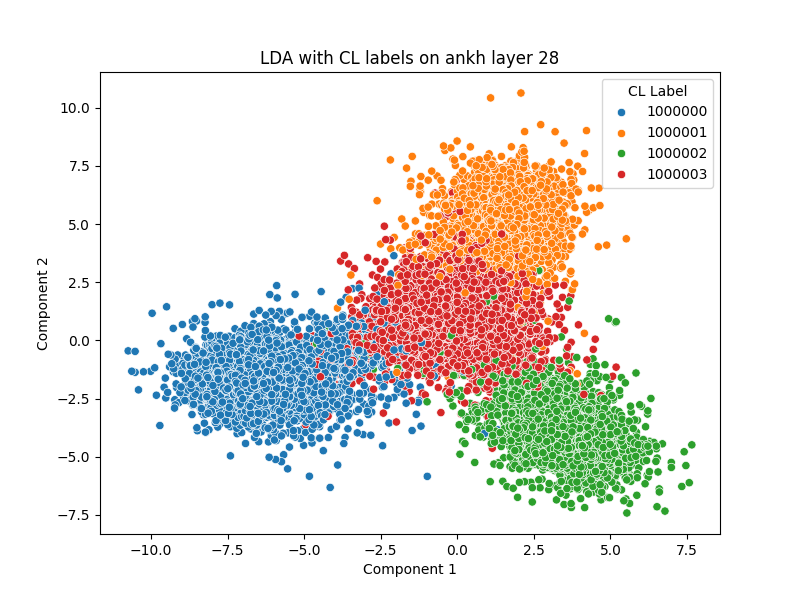 LDA with CL labels on ankh layer 28
CL Label
1000000
1000001
1000002
1000003
10.0
7.5
5.0
2.5
0.0
−2.5
−5.0
−7.5
Component 2
−10.0 −7.5 −5.0 −2.5 0.0 2.5 5.0 7.5
Component 1